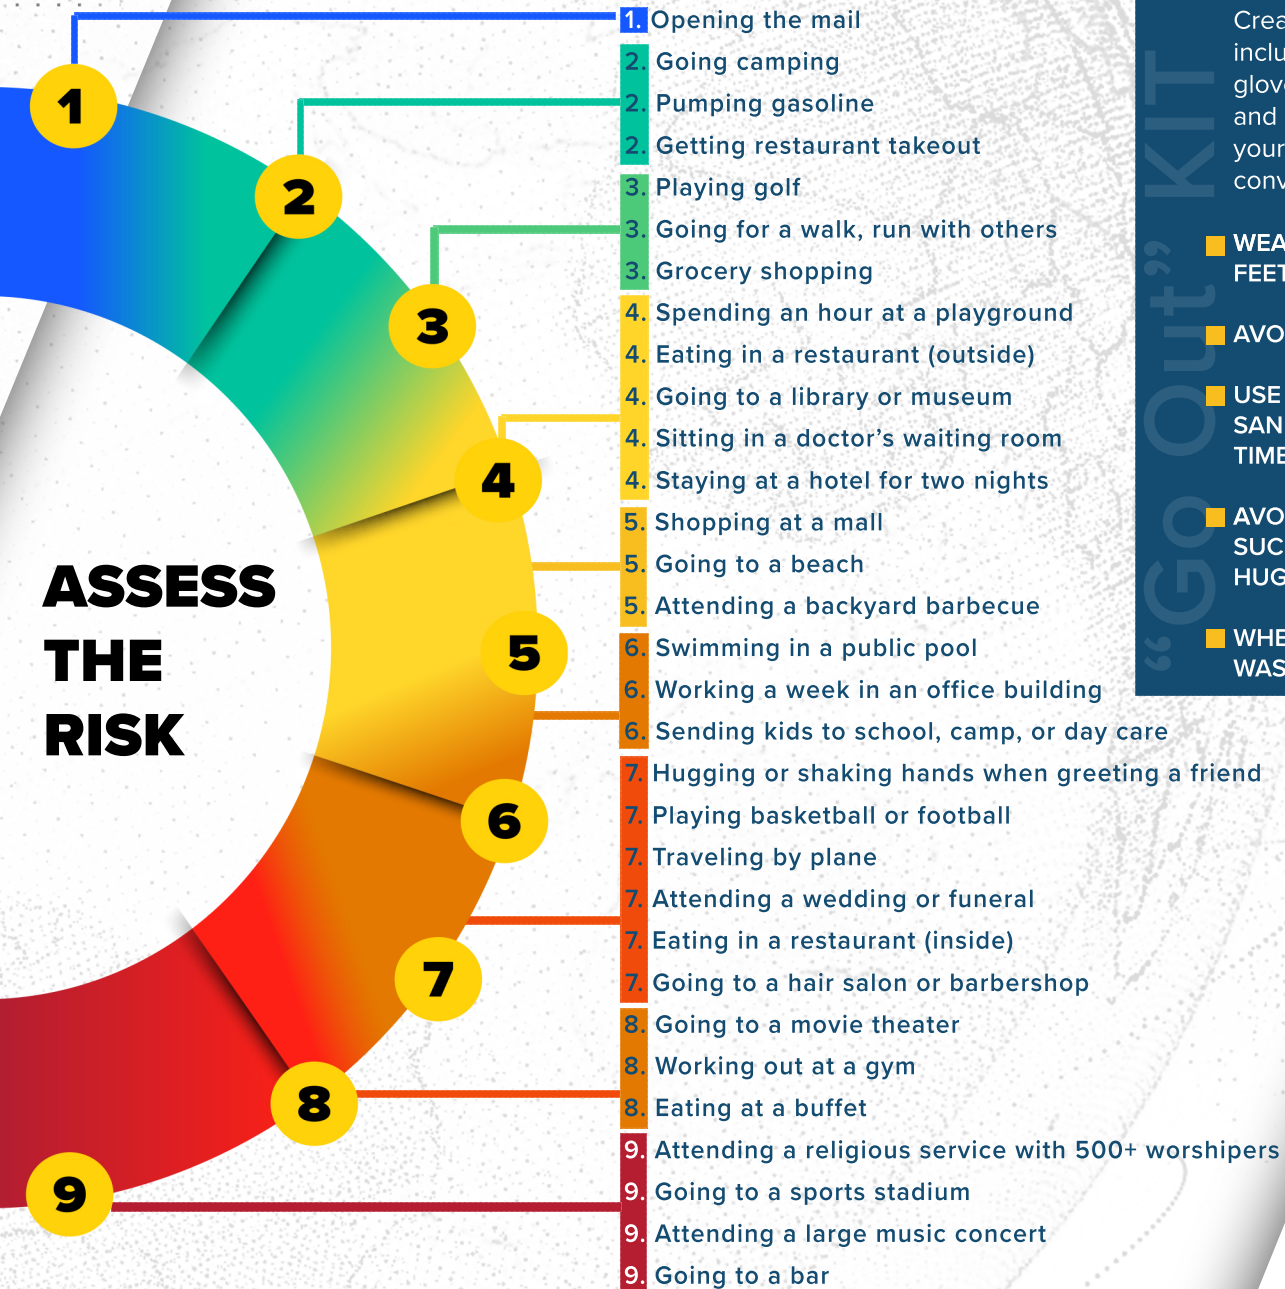 1. Opening the mail
2. Going camping
2. Pumping gasoline
2. Getting restaurant takeout
3. Playing golf
3. Going for a walk, run with others
3. Grocery shopping
4. Spending an hour at a playground
4. Eating in a restaurant (outside)
4. Going to a library or museum
4. Sitting in a doctor's waiting room
4. Staying at a hotel for two nights
5. Shopping at a mall
5. Going to a beach
5. Attending a backyard barbecue
6. Swimming in a public pool
6. Working a week in an office building
6. Sending kids to school, camp, or day care
7. Hugging or shaking hands when greeting a friend
7. Playing basketball or football
7. Traveling by plane
7. Attending a wedding or funeral
7. Eating in a restaurant (inside)
7. Going to a hair salon or barbershop
8. Going to a movie theater
8. Working out at a gym
8. Eating at a buffet
9. Attending a religious service with 500+ worshipers
9. Going to a sports stadium
9. Attending a large music concert
9. Going to a bar
1
2
3
4
5
6
7
8
9
ASSESS
THE
RISK
“Go Out” KIT
and
your
FEET
USE